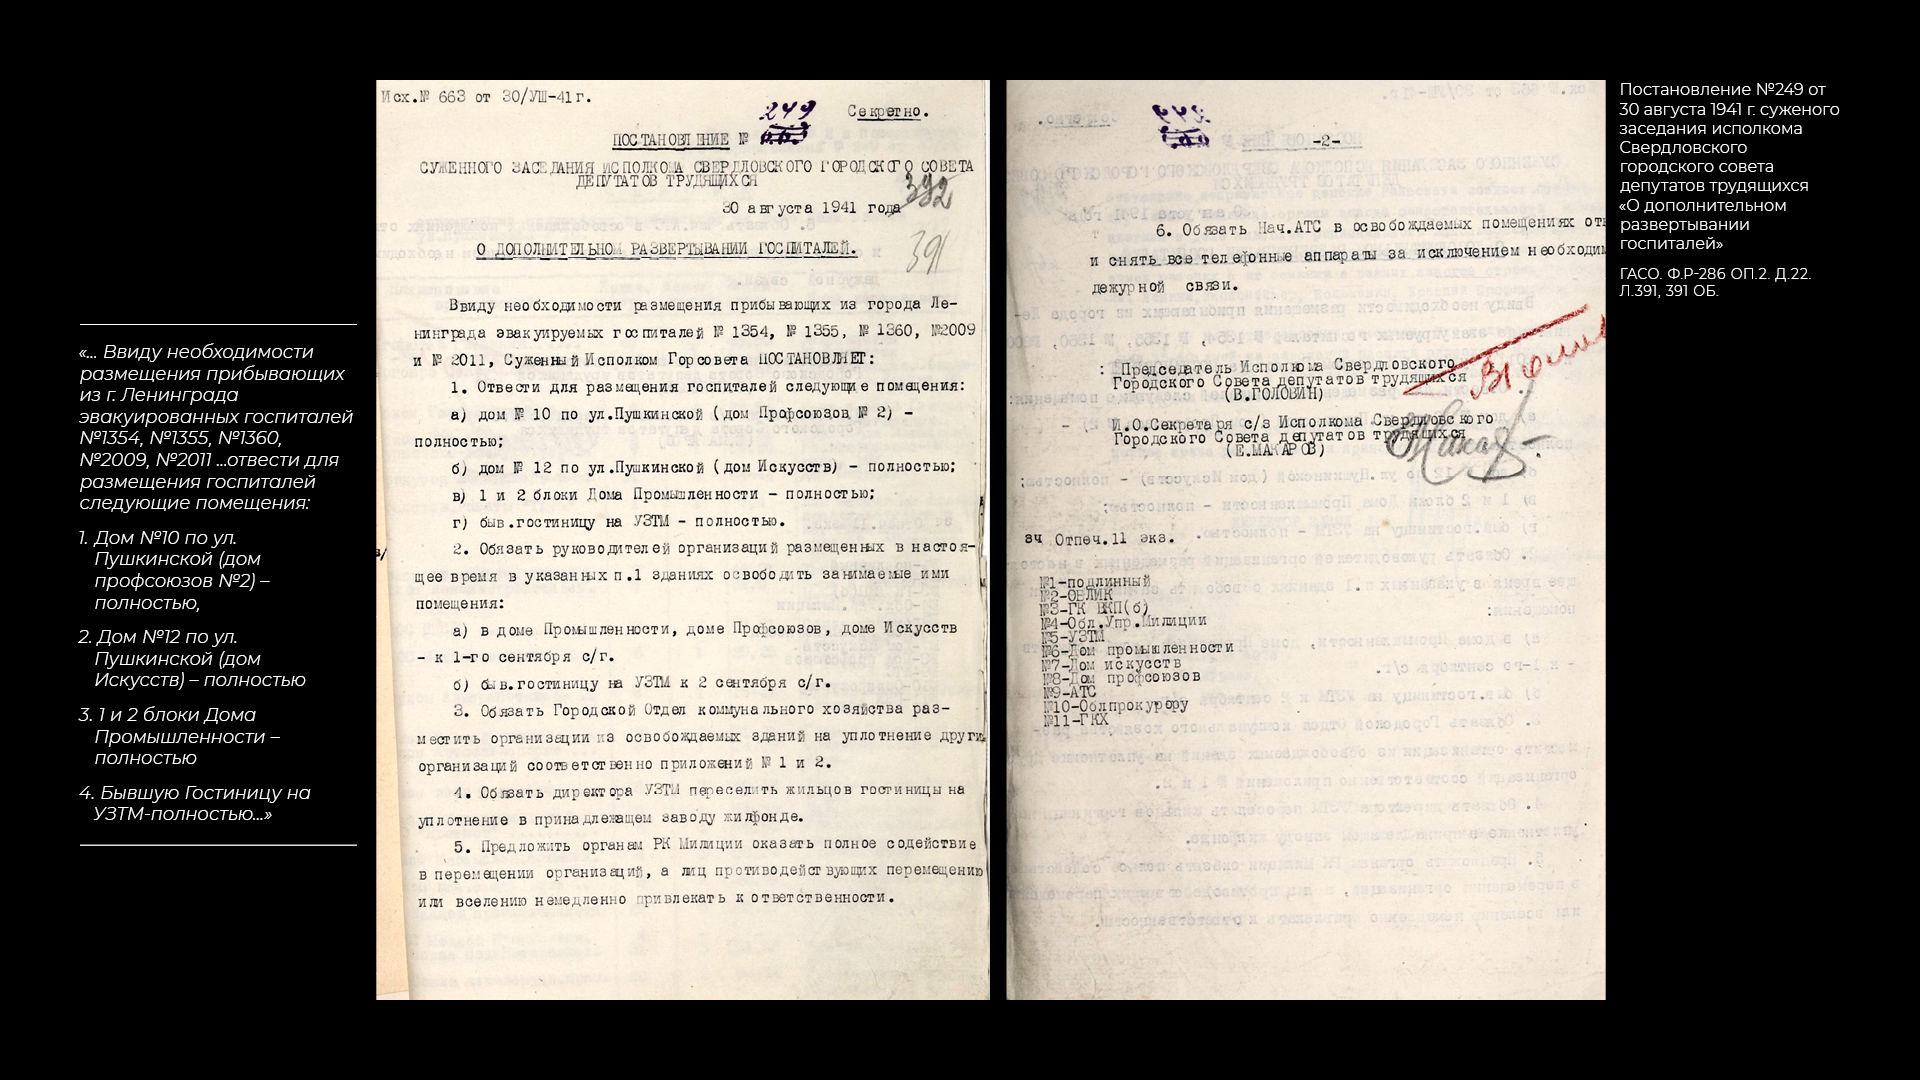 «... Ввиду необходимости
размещения прибывающих
из г. Ленинграда
эвакуированных госпиталей
№1354, №1355, №1360,
№2009, №2011 ...отвести для
размещения госпиталей
следующие помещения:
1. Дом №10 по ул.
Пушкинской (дом
профсоюзов №2) –
полностью,
2. Дом №12 по ул.
Пушкинской (дом
Искусств) – полностью
3. 1 и 2 блоки Дома
Промышленности –
полностью
4. Бывшую Гостиницу на
УЗТМ-полностью...»
Исх.№ 663 от 30/УШ-41г.
249
Секретно.
ПОСТАНОВЛЕНИЕ №
СУЖЕННОГО ЗАСЕДАНИЯ ИСПОЛКОМА СВЕРДЛОВСКОГО ГОРОДСКОГО СОВЕТА
ДЕПУТАТОВ ТРУДЯЩИХСЯ
392
30 августа 1941 года
391
О ДОПОЛНИТЕЛЬНОМ РАЗВЕРТЫВАНИИ ГОСПИТАЛЕЙ.
Ввиду необходимости размещения прибывающих из города Ле-
нинграда эвакуируемых госпиталей № 1354, № 1355, № 1360, №2009
и № 2011, Суженный Исполком Горсовета ПОСТАНОВЛЯЕТ:
1. Отвести для размещения госпиталей следующие помещения:
а) дом № 10 по ул.Пушкинской (дом Профсоюзов № 2) –
полностью;
б) дом № 12 по ул.Пушкинской (дом Искусств) – полностью;
в) 1 и 2 блоки Дома Промышленности – полностью;
г) быв.гостиницу на УЗТМ – полностью.
2. Обязать руководителей организаций размещенных в настоя-
щее время в указанных п.1 зданиях освободить занимаемые ими
помещения:
а) в доме Промышленности, доме Профсоюзов, доме Искусств
– к 1-го сентября с/г.
б) быв.гостиницу на УЗТМ к 2 сентября с/г.
3. Обязать Городской Отдел коммунального хозяйства раз-
местить организации из освобождаемых зданий на уплотнение други
организаций соответственно приложений № 1 и 2.
4. Обязать директора УЗТМ переселить жильцов гостиницы на
уплотнение в принадлежащем заводу жилфонде.
5. Предложить органам РК Милиции оказать полное содействие
в перемещении организаций, а лиц противодействующих перемещению
или вселению немедленно привлекать к ответственности.
-2-
6. Обязать Нач.АТС в освобождаемых помещениях отк
и снять все телефонные аппараты за исключением необходим
дежурной связи.
Председатель Исполкома Свердловского
Городского Совета депутатов трудящихся
(В.ГОЛОВИН)
И.О.Секретаря с/з Исполкома Свердловского
Городского Совета депутатов трудящихся
(Е.МАКАРОВ)
зч Отпеч.11 экз.
№1-подлинный
№2-ОБЛИК
№3-ГК ВКП(б)
№4-Обл.Упр.Милиции
№5-УЗТМ
№6-Дом промышленности
№7-Дом искусств
№8-Дом профсоюзов
№9-АТС
№10-Облпрокурору
№11-ГКХ
Постановление №249 от
30 августа 1941 г. суженого
заседания исполкома
Свердловского
городского совета
депутатов трудящихся
«О дополнительном
развертывании
госпиталей»
ГАСО. Ф.Р-286 ОП.2. Д.22.
Л.391, 391 ОБ.